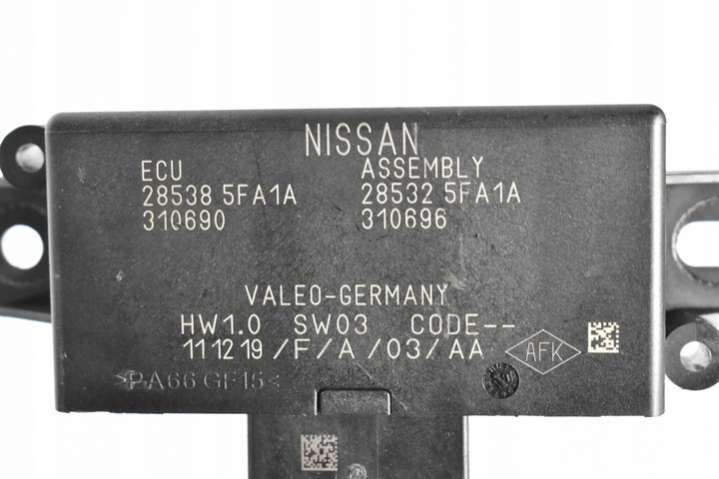 NISSAN
ECU ASSEMBLY
28538 5FA1A 28532 5FA1A
310690 310696
VALEO-GERMANY
HW1.0 SW03 CODE--
111219/F/A/03/AA AFK
>PA66 GF15<